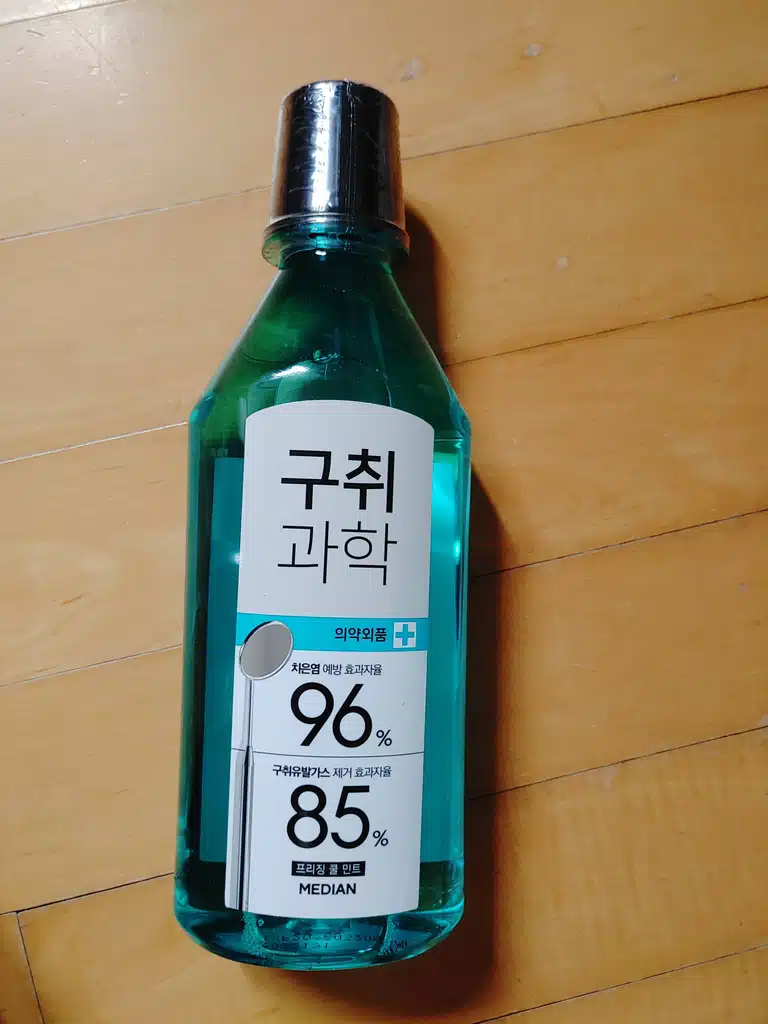 구취
과학
의약외품
치은염 예방 효과자율
96%
구취유발가스 제거 효과자율
85%
프리징 쿨 민트
MEDIAN